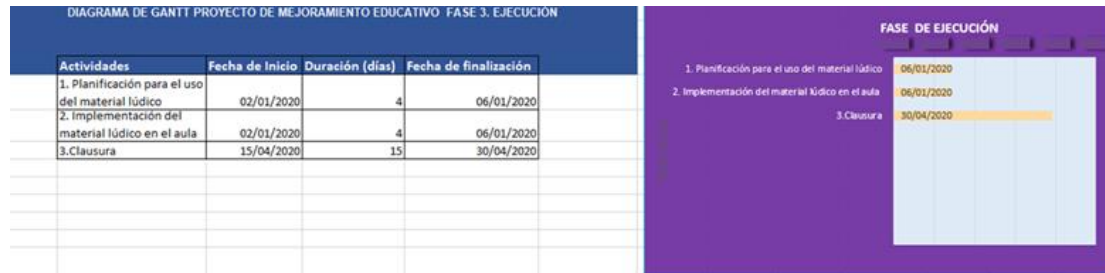 DIAGRAMA DE GANTT PROYECTO DE MEJORAMIENTO EDUCATIVO FASE 3. EJECUCIÓN
Actividades Fecha de Inicio Duración (días) Fecha de finalización
1. Planificación para el uso
del material lúdico 02/01/2020 4 06/01/2020
2. Implementación del
material lúdico en el aula 02/01/2020 4 06/01/2020
3.Clausura 15/04/2020 15 30/04/2020
FASE DE EJECUCIÓN
1. Planificación para el uso del material lúdico 06/01/2020
2. Implementación del material lúdico en el aula 06/01/2020
3.Clausura 30/04/2020